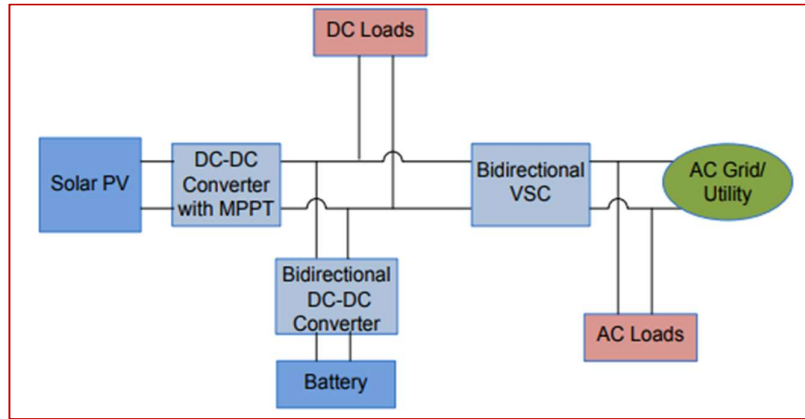 DC Loads
Solar PV
DC-DC
Converter
with MPPT
Bidirectional
VSC
AC Grid/
Utility
Bidirectional
DC-DC
Converter
AC Loads
Battery